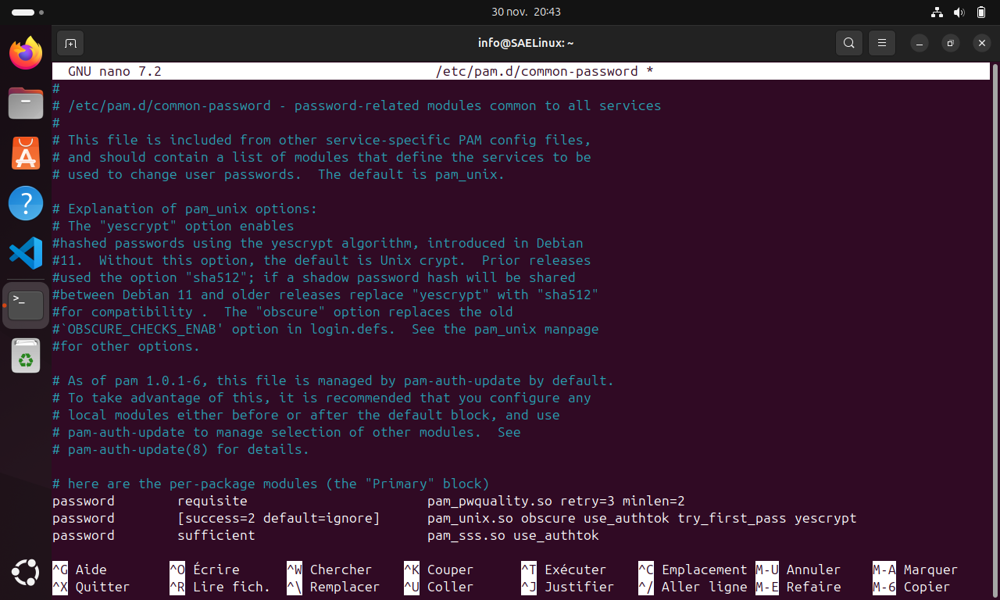 30 nov. 20:43
info@SAELinux: ~
GNU nano 7.2 /etc/pam.d/common-password *
#
# /etc/pam.d/common-password - password-related modules common to all services
#
# This file is included from other service-specific PAM config files,
# and should contain a list of modules that define the services to be
# used to change user passwords.  The default is pam_unix.

# Explanation of pam_unix options:
# The "yescrypt" option enables
#hashed passwords using the yescrypt algorithm, introduced in Debian
#11.  Without this option, the default is Unix crypt.  Prior releases
#used the option "sha512"; if a shadow password hash will be shared
#between Debian 11 and older releases replace "yescrypt" with "sha512"
#for compatibility .  The "obscure" option replaces the old
#`OBSCURE_CHECKS_ENAB' option in login.defs.  See the pam_unix manpage
#for other options.

# As of pam 1.0.1-6, this file is managed by pam-auth-update by default.
# To take advantage of this, it is recommended that you configure any
# local modules either before or after the default block, and use
# pam-auth-update to manage selection of other modules.  See
# pam-auth-update(8) for details.

# here are the per-package modules (the "Primary" block)
password        requisite                       pam_pwquality.so retry=3 minlen=2
password        [success=2 default=ignore]      pam_unix.so obscure use_authtok try_first_pass yescrypt
password        sufficient                      pam_sss.so use_authtok

^G Aide ^O Écrire ^W Chercher ^K Couper ^T Exécuter ^C Emplacement M-U Annuler M-A Marquer
^X Quitter ^R Lire fich. ^\ Remplacer ^U Coller ^J Justifier ^/ Aller ligne M-E Refaire M-6 Copier